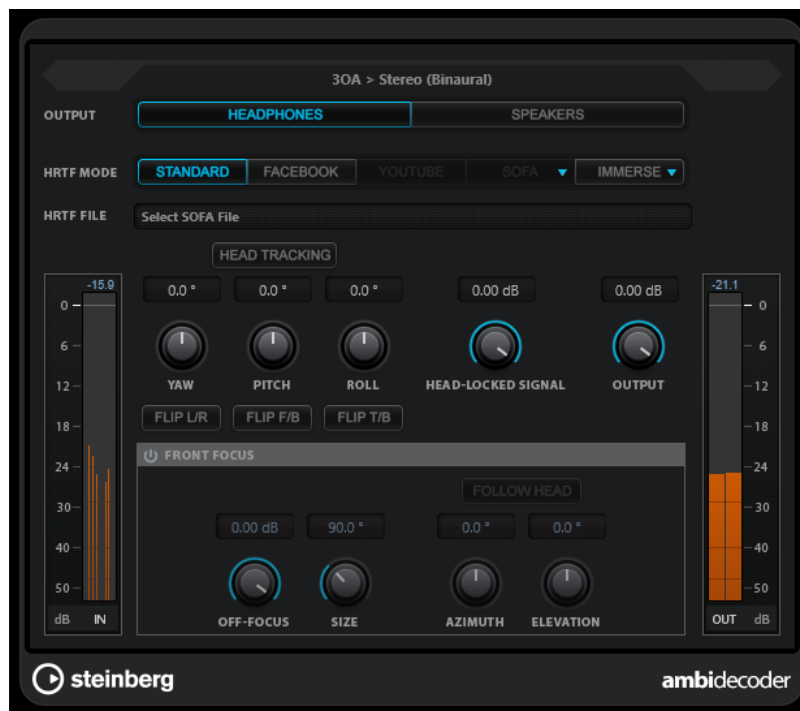 3OA > Stereo (Binaural)
OUTPUT HEADPHONES SPEAKERS
HRTF MODE STANDARD FACEBOOK YOUTUBE SOFA IMMERSE
HRTF FILE Select SOFA File
HEAD TRACKING
-15.9 0.0 ° 0.0 ° 0.0 ° 0.00 dB 0.00 dB -21.1
0 0
6 6
YAW PITCH ROLL HEAD-LOCKED SIGNAL OUTPUT
12 12
FLIP L/R FLIP F/B FLIP T/B
18 18
FRONT FOCUS
24 24
FOLLOW HEAD
30 30
0.00 dB 90.0 ° 0.0 ° 0.0 °
40 40
50 50
OFF-FOCUS SIZE AZIMUTH ELEVATION
dB IN OUT dB
steinberg ambidecoder